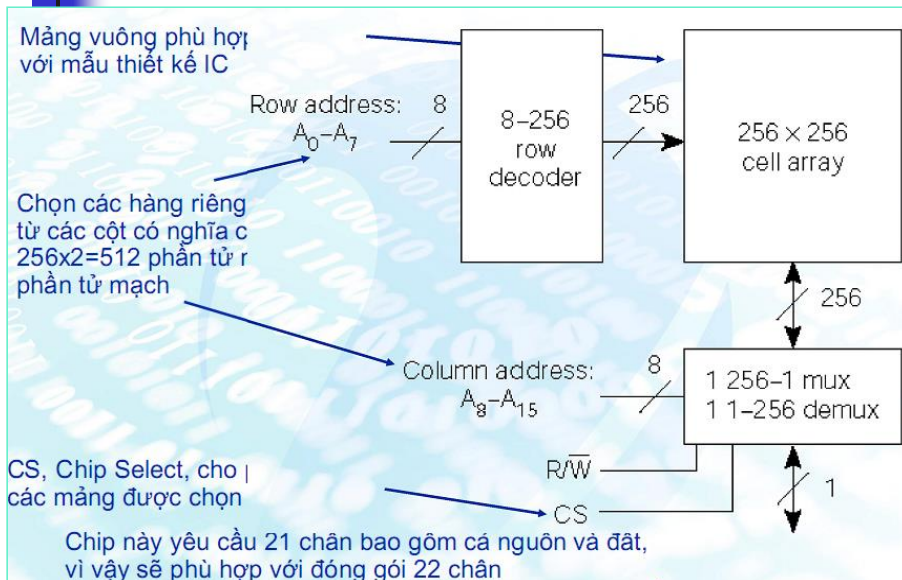 Mảng vuông phù hợp
với mẫu thiết kế IC
Row address:
A0–A7
8
8–256
row
decoder
256
256 × 256
cell array
Chọn các hàng riêng
từ các cột có nghĩa
256x2=512 phần tử
phần tử mạch
256
Column address:
A8–A15
8
1 256–1 mux
1 1–256 demux
R/W̅
CS
1
CS, Chip Select, cho
các mảng được chọn
Chip này yêu cầu 21 chân bao gôm cá nguôn và đât,
vì vậy sẽ phù hợp với đóng gói 22 chân